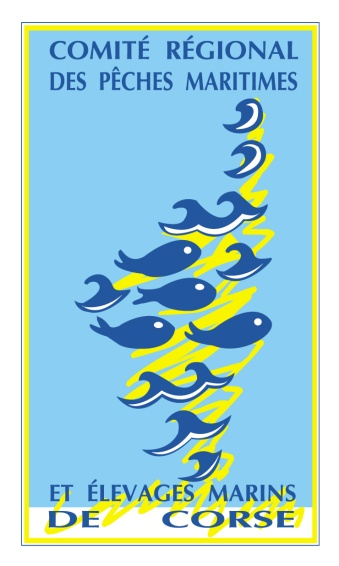 COMITÉ RÉGIONAL
DES PÊCHES MARITIMES
ET ÉLEVAGES MARINS
DE CORSE